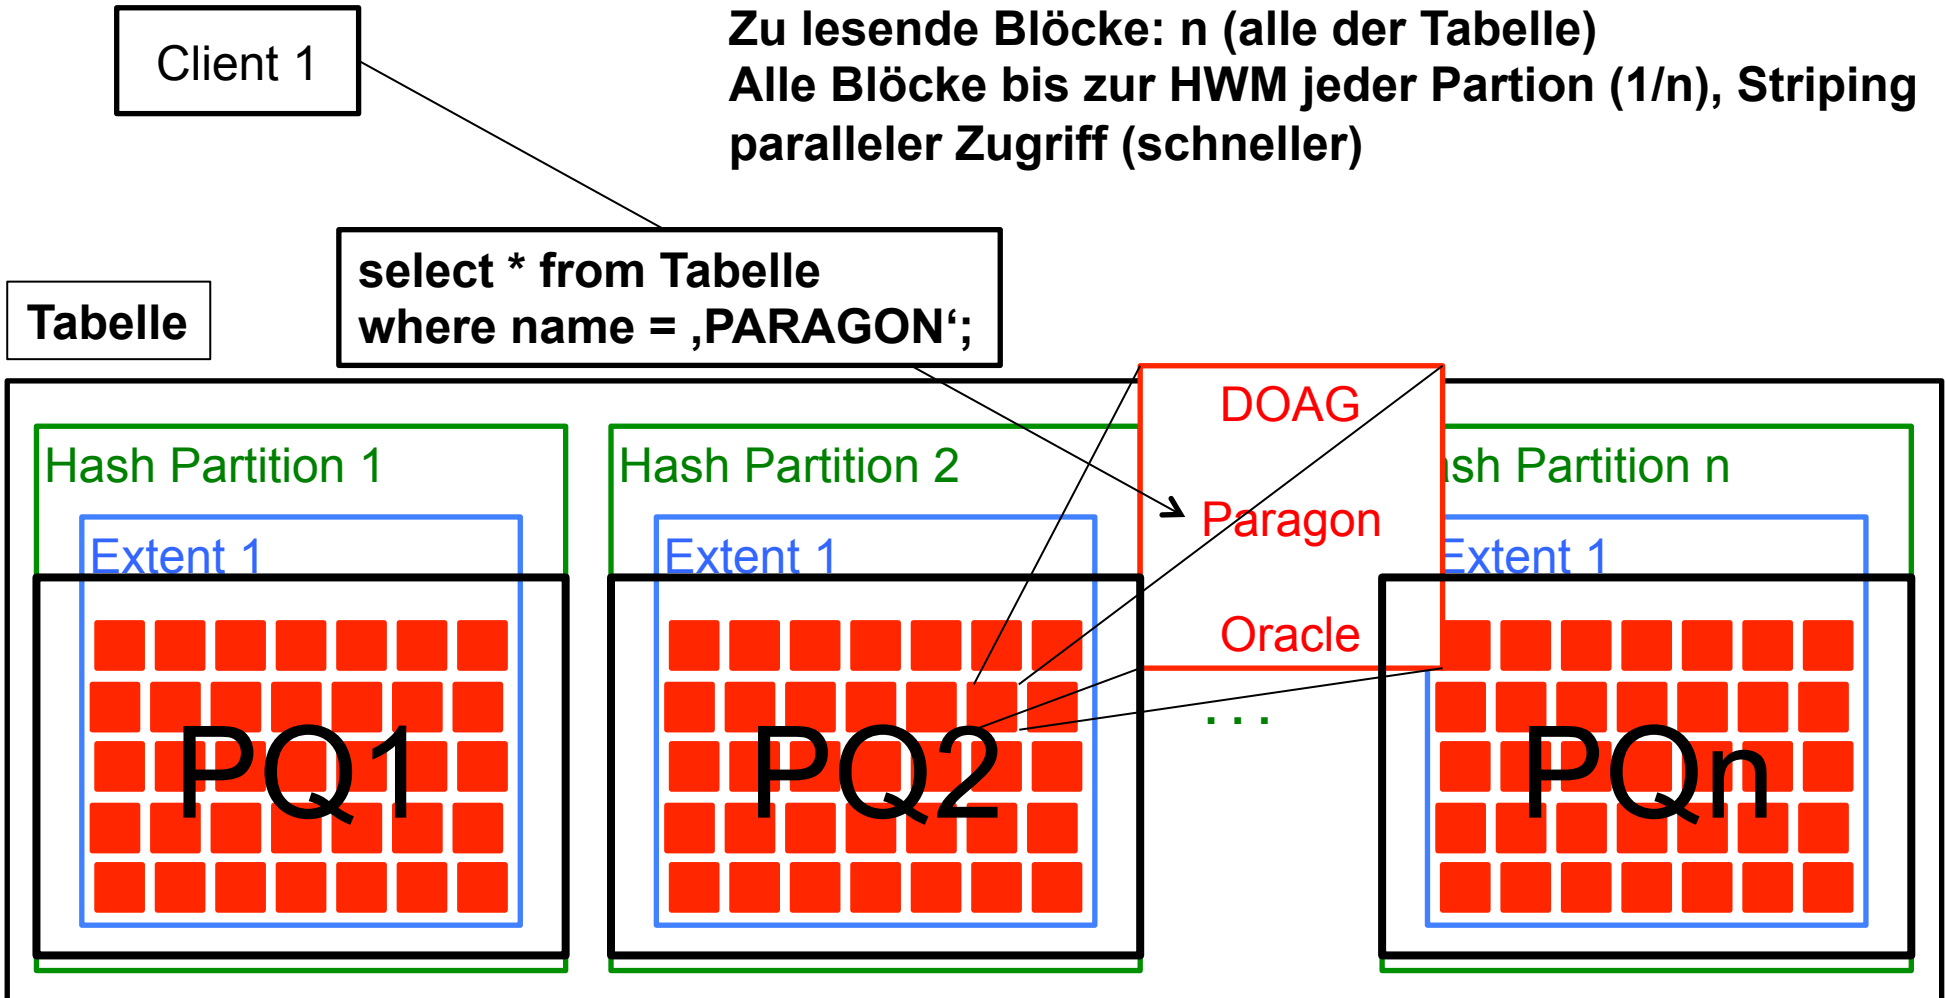 Client 1
Zu lesende Blöcke: n (alle der Tabelle)
Alle Blöcke bis zur HWM jeder Partion (1/n), Striping
paralleler Zugriff (schneller)
select * from Tabelle
where name = ‚PARAGON‘;
Tabelle
DOAG
Paragon
Oracle
Hash Partition 1
Extent 1
PQ1
Hash Partition 2
Extent 1
PQ2
. . .
sh Partition n
Extent 1
PQn